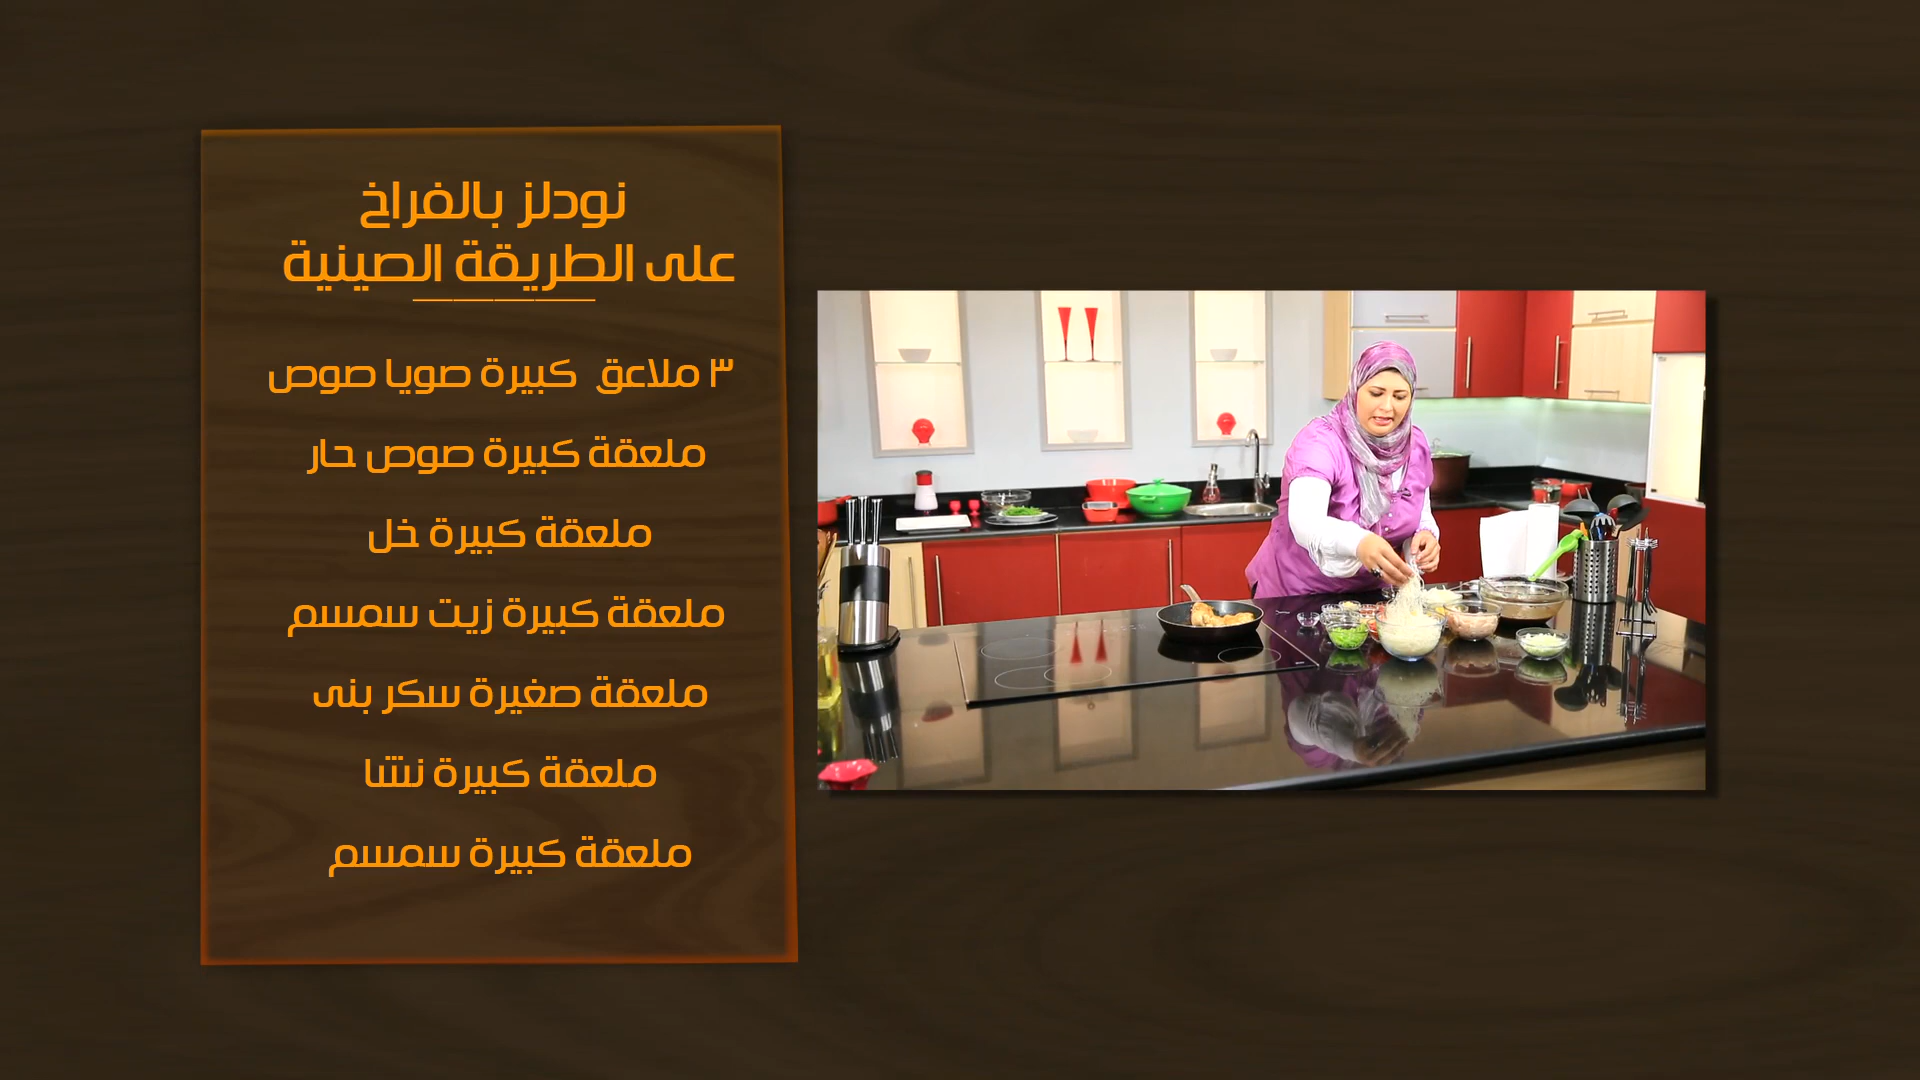 نودلز بالفراخ
على الطريقة الصينية
٣ ملاعق كبيرة صويا صوص
ملعقة كبيرة صوص حار
ملعقة كبيرة خل
ملعقة كبيرة زيت سمسم
ملعقة صغيرة سكر بنى
ملعقة كبيرة نشا
ملعقة كبيرة سمسم